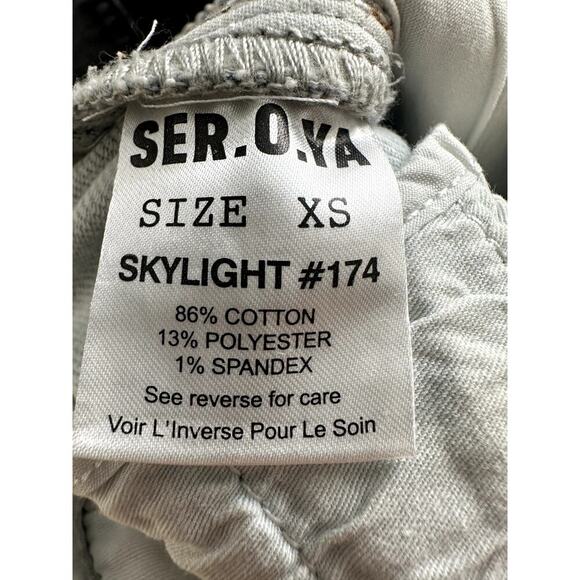 SER.O.YA
SIZE XS
SKYLIGHT #174
86% COTTON
13% POLYESTER
1% SPANDEX
See reverse for care
Voir L'Inverse Pour Le Soin